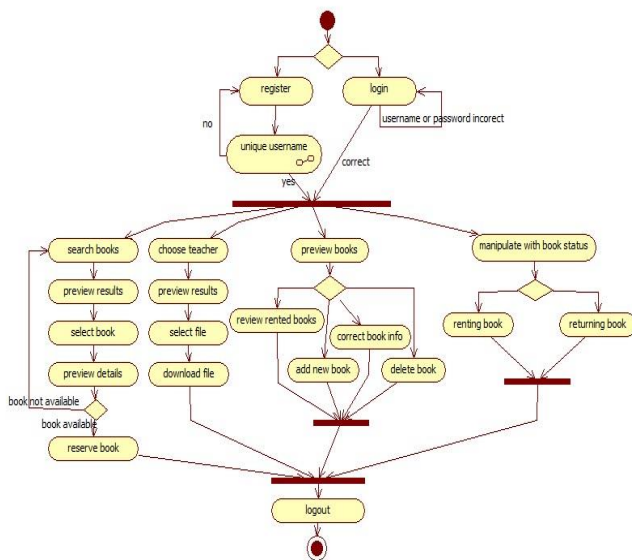 register
login
username or password incorect
no
unique username
correct
yes
search books
choose teacher
preview books
manipulate with book status
preview results
preview results
review rented books
renting book
returning book
select book
select file
correct book info
preview details
download file
add new book
delete book
book not available
book available
reserve book
logout